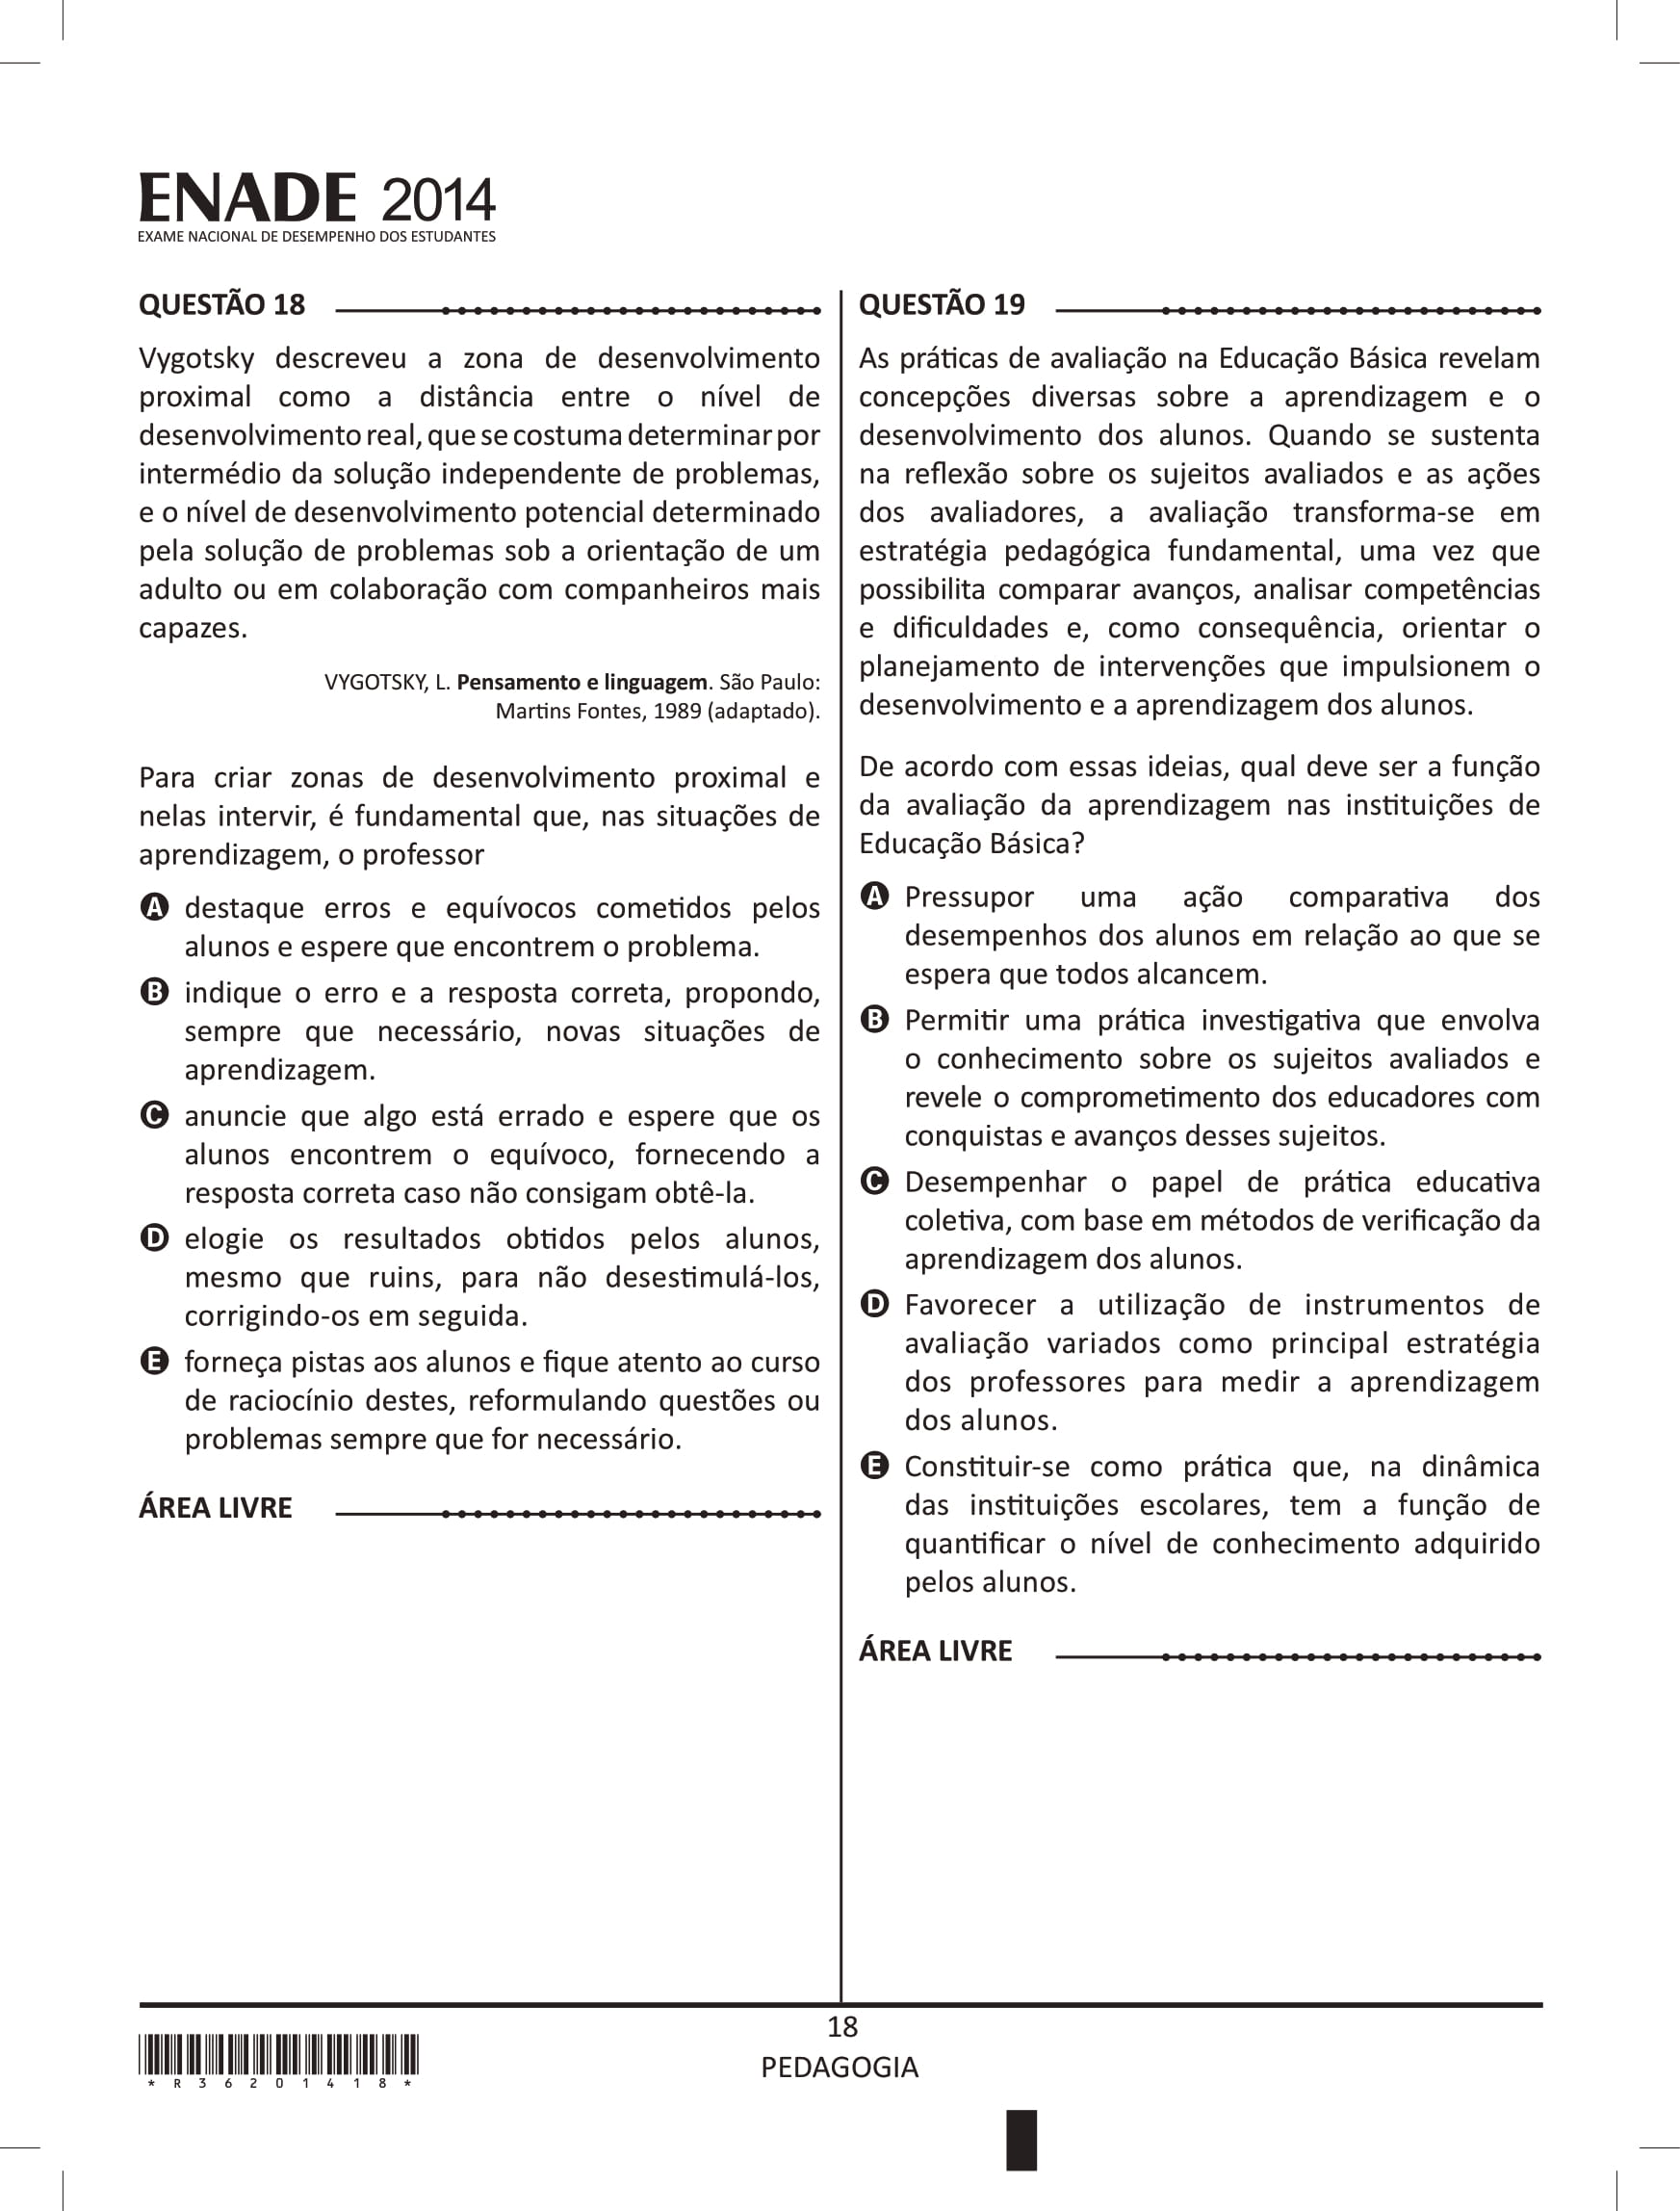 ENADE 2014
EXAME NACIONAL DE DESEMPENHO DOS ESTUDANTES
QUESTÃO 18
Vygotsky descreveu a zona de desenvolvimento
proximal como a distância entre o nível de
desenvolvimento real, que se costuma determinar por
intermédio da solução independente de problemas,
e o nível de desenvolvimento potencial determinado
pela solução de problemas sob a orientação de um
adulto ou em colaboração com companheiros mais
capazes.
VYGOTSKY, L. Pensamento e linguagem. São Paulo:
Martins Fontes, 1989 (adaptado).
Para criar zonas de desenvolvimento proximal e
nelas intervir, é fundamental que, nas situações de
aprendizagem, o professor
A destaque erros e equívocos cometidos pelos
alunos e espere que encontrem o problema.
B indique o erro e a resposta correta, propondo,
sempre que necessário, novas situações de
aprendizagem.
C anuncie que algo está errado e espere que os
alunos encontrem o equívoco, fornecendo a
resposta correta caso não consigam obtê-la.
D elogie os resultados obtidos pelos alunos,
mesmo que ruins, para não desestimulá-los,
corrigindo-os em seguida.
E forneça pistas aos alunos e fique atento ao curso
de raciocínio destes, reformulando questões ou
problemas sempre que for necessário.
ÁREA LIVRE
QUESTÃO 19
As práticas de avaliação na Educação Básica revelam
concepções diversas sobre a aprendizagem e o
desenvolvimento dos alunos. Quando se sustenta
na reflexão sobre os sujeitos avaliados e as ações
dos avaliadores, a avaliação transforma-se em
estratégia pedagógica fundamental, uma vez que
possibilita comparar avanços, analisar competências
e dificuldades e, como consequência, orientar o
planejamento de intervenções que impulsionem o
desenvolvimento e a aprendizagem dos alunos.
De acordo com essas ideias, qual deve ser a função
da avaliação da aprendizagem nas instituições de
Educação Básica?
A Pressupor uma ação comparativa dos
desempenhos dos alunos em relação ao que se
espera que todos alcancem.
B Permitir uma prática investigativa que envolva
o conhecimento sobre os sujeitos avaliados e
revele o comprometimento dos educadores com
conquistas e avanços desses sujeitos.
C Desempenhar o papel de prática educativa
coletiva, com base em métodos de verificação da
aprendizagem dos alunos.
D Favorecer a utilização de instrumentos de
avaliação variados como principal estratégia
dos professores para medir a aprendizagem
dos alunos.
E Constituir-se como prática que, na dinâmica
das instituições escolares, tem a função de
quantificar o nível de conhecimento adquirido
pelos alunos.
ÁREA LIVRE
18
PEDAGOGIA
* R 3 6 2 0 1 4 1 8 *